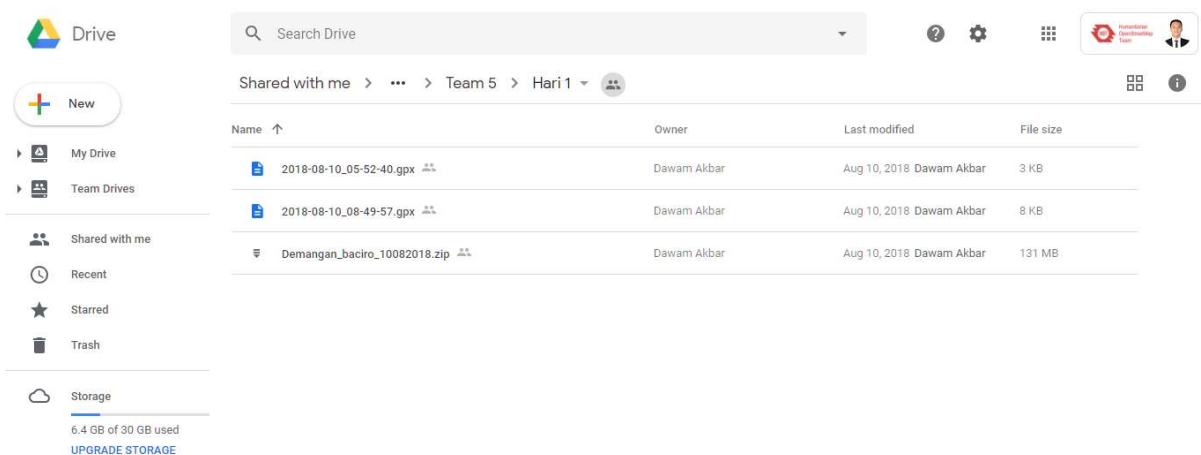 Drive
Search Drive
HOT Humanitarian OpenStreetMap Team
Shared with me > ... > Team 5 > Hari 1
New
Name Owner Last modified File size
My Drive
2018-08-10_05-52-40.gpx Dawam Akbar Aug 10, 2018 Dawam Akbar 3 KB
Team Drives
2018-08-10_08-49-57.gpx Dawam Akbar Aug 10, 2018 Dawam Akbar 8 KB
Shared with me
Demangan_baciro_10082018.zip Dawam Akbar Aug 10, 2018 Dawam Akbar 131 MB
Recent
Starred
Trash
Storage
6.4 GB of 30 GB used
UPGRADE STORAGE